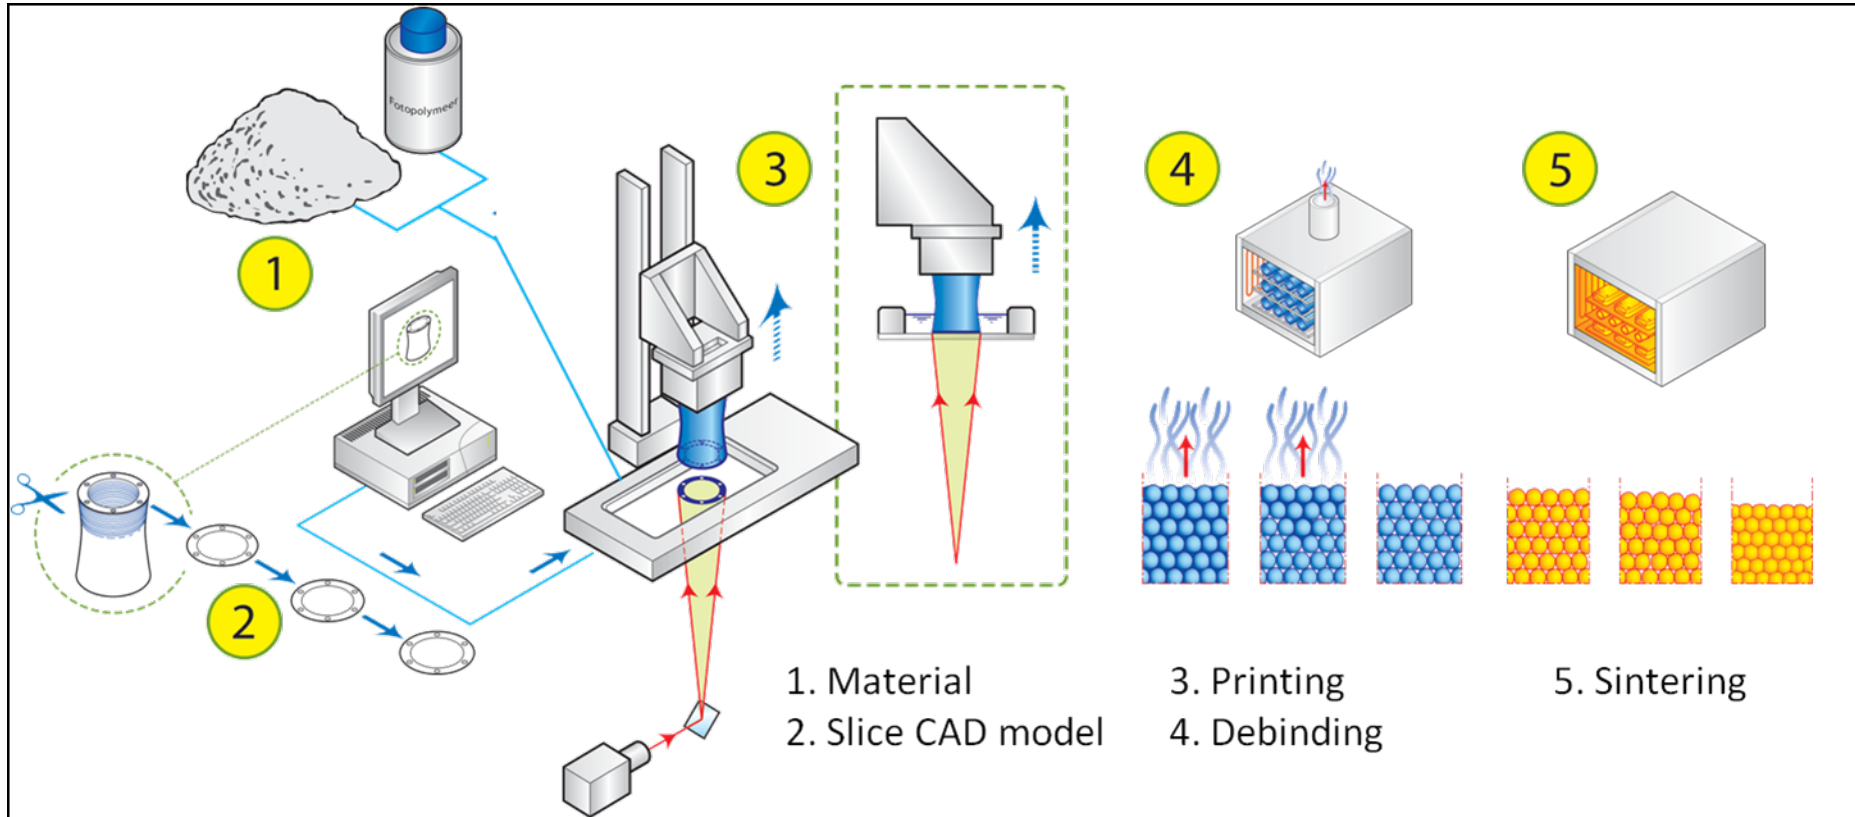 Fotopolymeer
1
2
3
4
5
1. Material
2. Slice CAD model
3. Printing
4. Debinding
5. Sintering